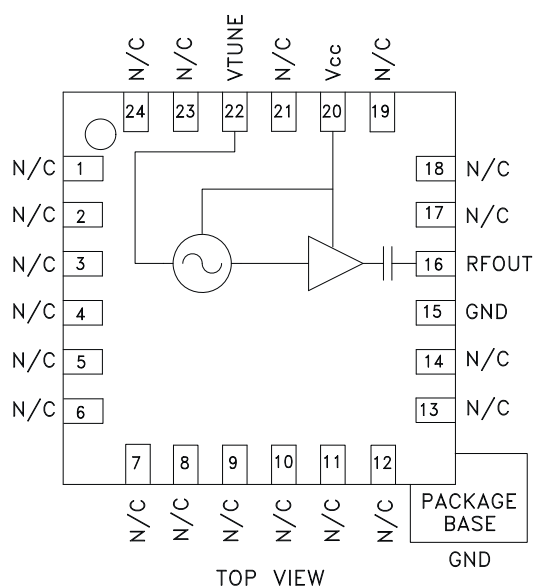 N/C N/C VTUNE N/C Vcc N/C
24 23 22 21 20 19
N/C 1 18 N/C
N/C 2 17 N/C
N/C 3 16 RFOUT
N/C 4 15 GND
N/C 5 14 N/C
N/C 6 13 N/C
7 8 9 10 11 12
N/C N/C N/C N/C N/C N/C
PACKAGE
BASE
GND
TOP VIEW